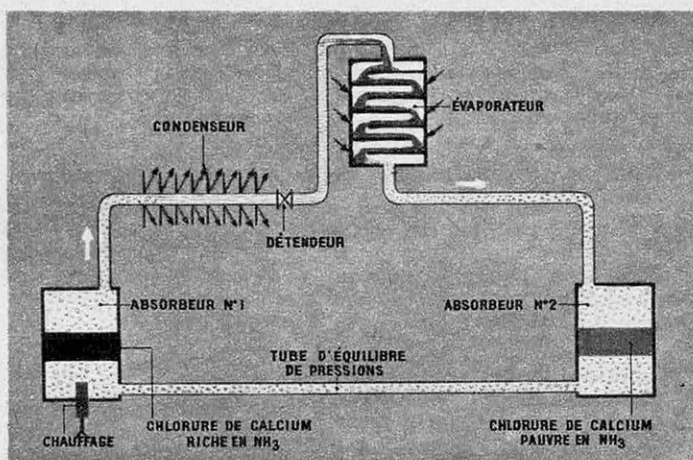 CONDENSEUR
ÉVAPORATEUR
DÉTENDEUR
ABSORBEUR N°1
ABSORBEUR N°2
TUBE D'ÉQUILIBRE
DE PRESSIONS
CHAUFFAGE
CHLORURE DE CALCIUM
RICHE EN NH₃
CHLORURE DE CALCIUM
PAUVRE EN NH₃